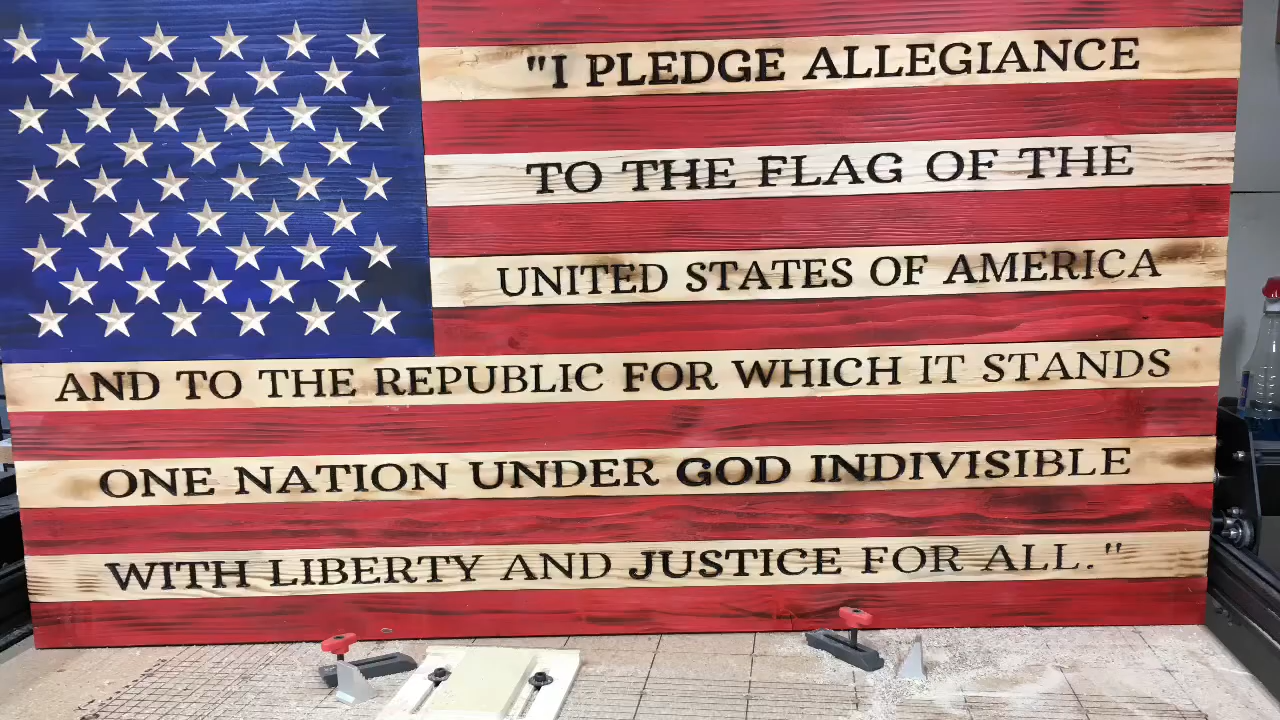 "I PLEDGE ALLEGIANCE
TO THE FLAG OF THE
UNITED STATES OF AMERICA
AND TO THE REPUBLIC FOR WHICH IT STANDS
ONE NATION UNDER GOD INDIVISIBLE
WITH LIBERTY AND JUSTICE FOR ALL."